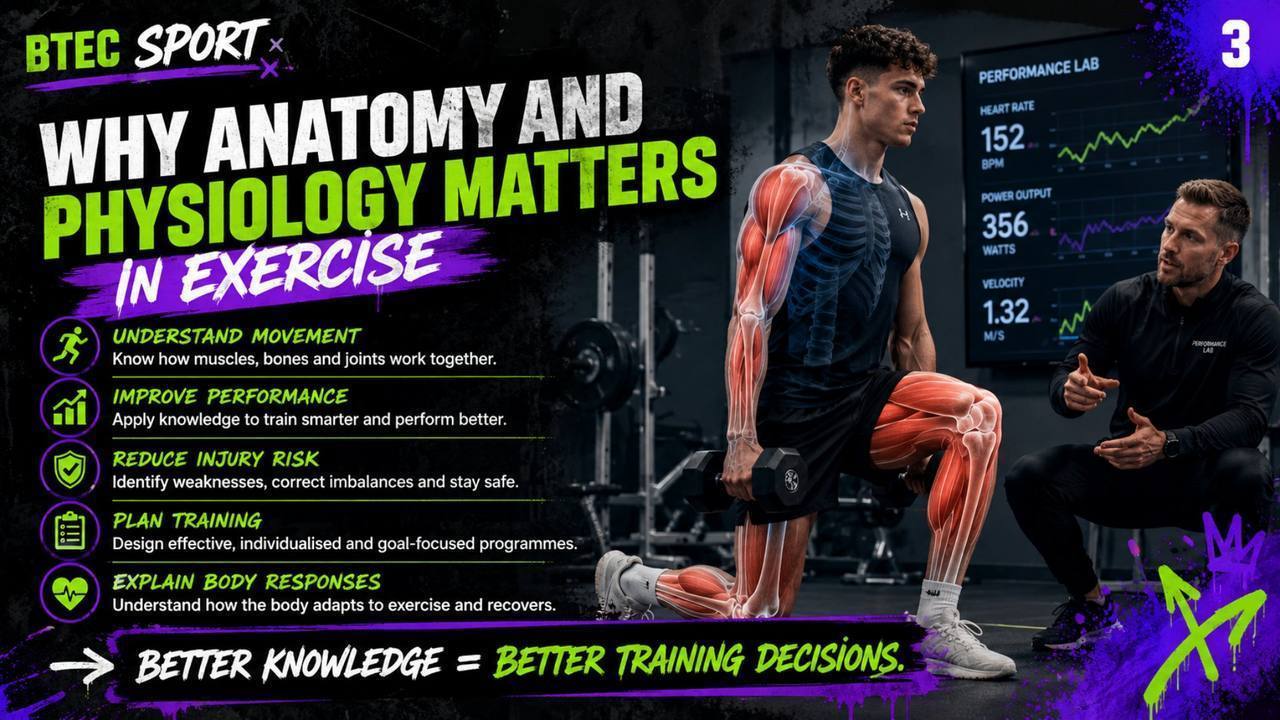 BTEC SPORT
3
WHY ANATOMY AND
PHYSIOLOGY MATTERS
IN EXERCISE
UNDERSTAND MOVEMENT
Know how muscles, bones and joints work together.
IMPROVE PERFORMANCE
Apply knowledge to train smarter and perform better.
REDUCE INJURY RISK
Identify weaknesses, correct imbalances and stay safe.
PLAN TRAINING
Design effective, individualised and goal-focused programmes.
EXPLAIN BODY RESPONSES
Understand how the body adapts to exercise and recovers.
BETTER KNOWLEDGE = BETTER TRAINING DECISIONS.
PERFORMANCE LAB
HEART RATE
152
BPM
POWER OUTPUT
356
WATTS
VELOCITY
1.32
M/S
PERFORMANCE
LAB